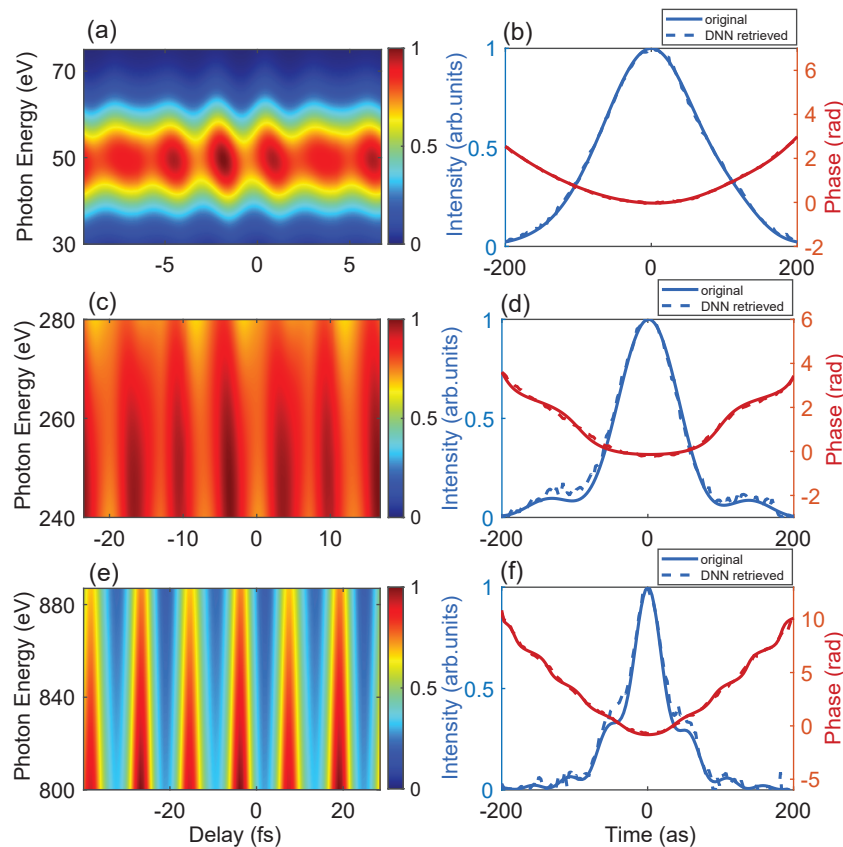 (a)
Photon Energy (eV)
70
50
30
-5
0
5
1
0.5
0
(b)
original
DNN retrieved
Intensity (arb.units)
1
0.5
0
-200
0
200
6
4
2
0
-2
Phase (rad)
(c)
Photon Energy (eV)
280
260
240
-20
-10
0
10
1
0.5
0
(d)
original
DNN retrieved
Intensity (arb.units)
1
0.5
0
-200
0
200
6
4
2
0
-2
Phase (rad)
(e)
Photon Energy (eV)
880
840
800
-20
0
20
Delay (fs)
1
0.5
0
(f)
original
DNN retrieved
Intensity (arb.units)
1
0.5
0
-200
0
200
Time (as)
10
5
0
-5
Phase (rad)